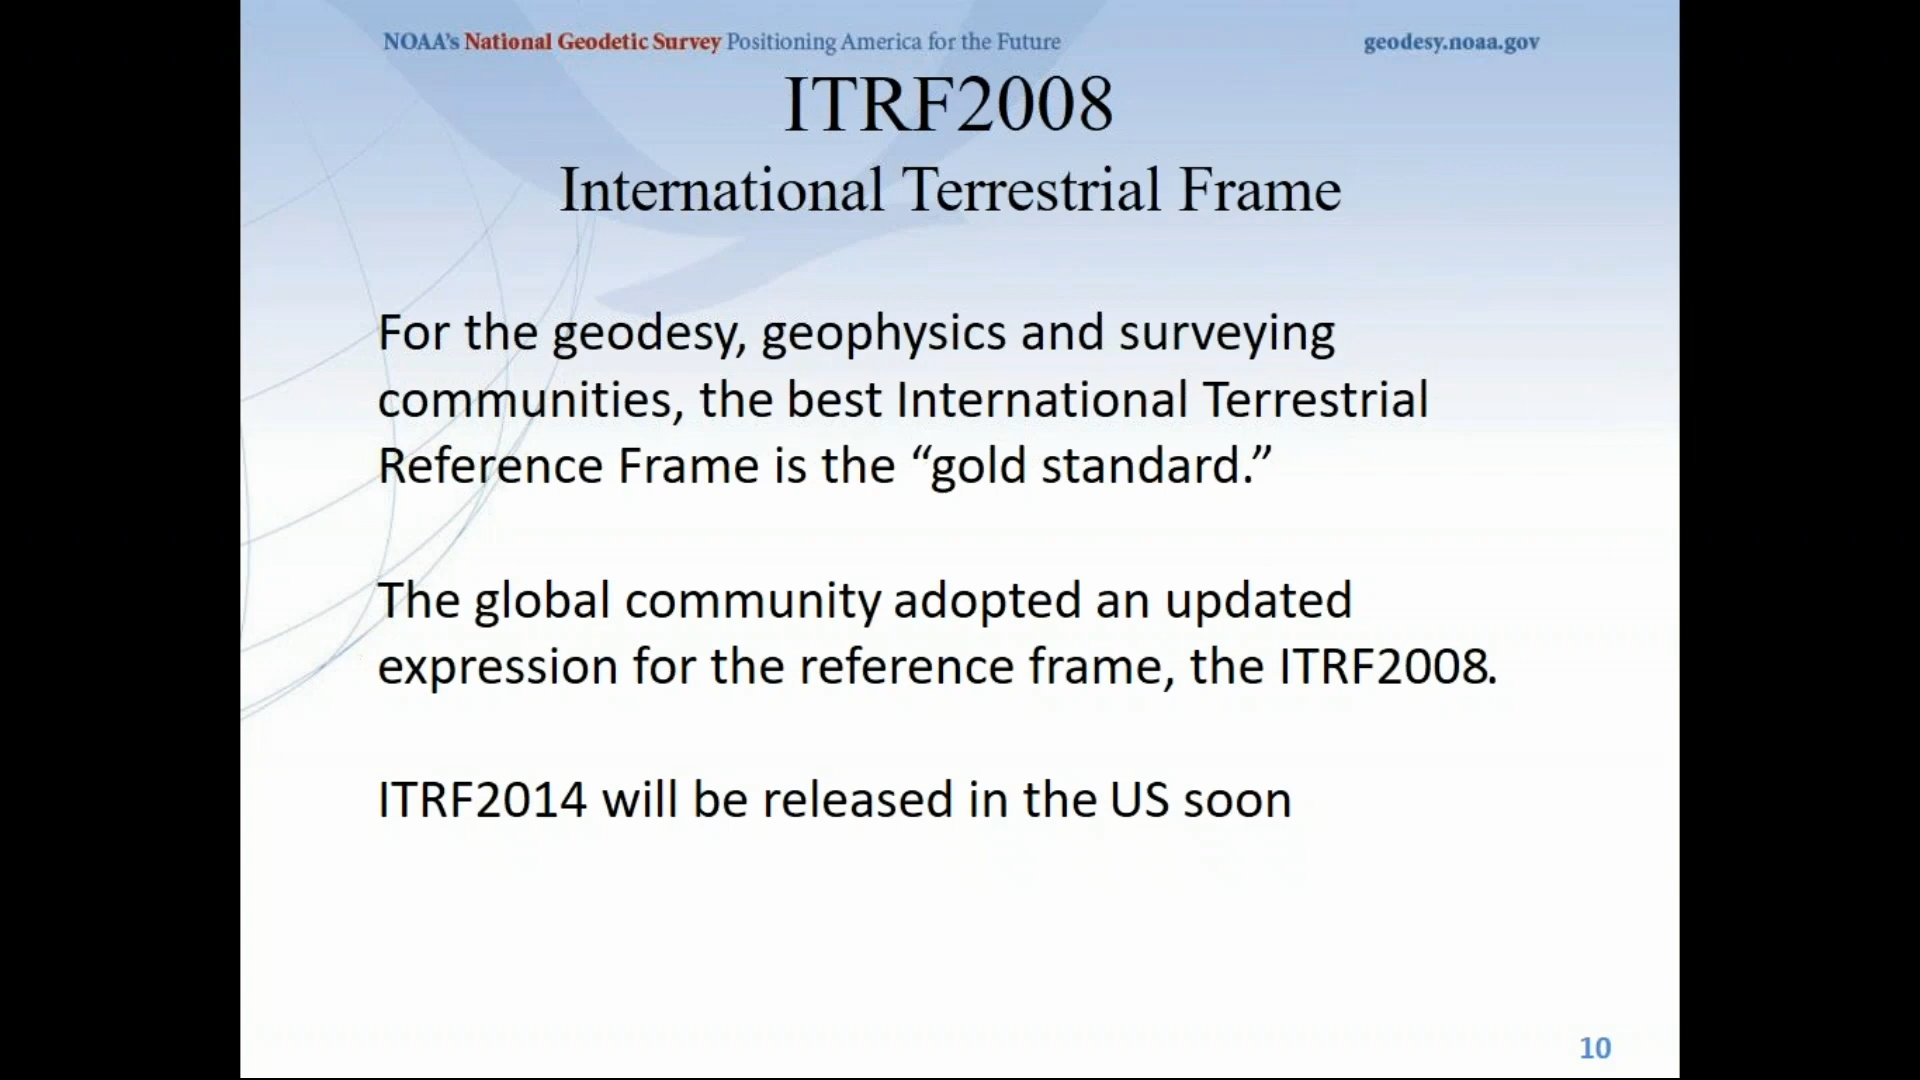 NOAA's National Geodetic Survey Positioning America for the Future geodesy.noaa.gov
ITRF2008
International Terrestrial Frame
For the geodesy, geophysics and surveying
communities, the best International Terrestrial
Reference Frame is the “gold standard.”
The global community adopted an updated
expression for the reference frame, the ITRF2008.
ITRF2014 will be released in the US soon
10